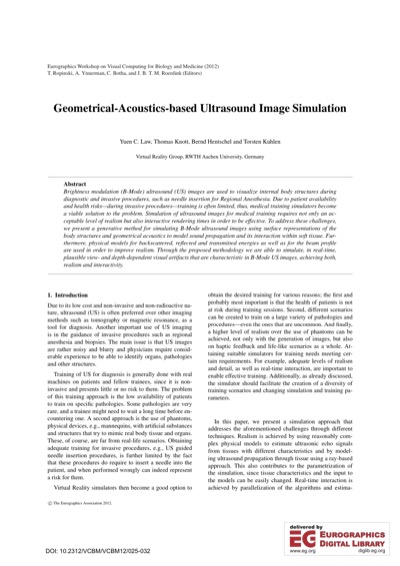 Eurographics Workshop on Visual Computing for Biology and Medicine (2012)
T. Ropinski, A. Ynnerman, C. Botha, and J. B. T. M. Roerdink (Editors)
Geometrical-Acoustics-based Ultrasound Image Simulation
Yuen C. Law, Thomas Knott, Bernd Hentschel and Torsten Kuhlen
Virtual Reality Group, RWTH Aachen University, Germany
Abstract
Brightness modulation (B-Mode) ultrasound (US) images are used to visualize internal body structures during
diagnostic and invasive procedures, such as needle insertion for Regional Anesthesia. Due to patient availability
and health risks—during invasive procedures—training is often limited, thus, medical training simulators become
a viable solution to the problem. Simulation of ultrasound images for medical training requires not only an ac-
ceptable level of realism but also interactive rendering times in order to be effective. To address these challenges,
we present a generative method for simulating B-Mode ultrasound images using surface representations of the
body structures and geometrical acoustics to model sound propagation and its interaction within soft tissue. Fur-
thermore, physical models for backscattered, reflected and transmitted energies as well as for the beam profile
are used in order to improve realism. Through the proposed methodology we are able to simulate, in real-time,
plausible view- and depth-dependent visual artifacts that are characteristic in B-Mode US images, achieving both,
realism and interactivity.
1. Introduction
Due to its low cost and non-invasive and non-radioactive na-
ture, ultrasound (US) is often preferred over other imaging
methods such as tomography or magnetic resonance, as a
tool for diagnosis. Another important use of US imaging
is in the guidance of invasive procedures such as regional
anesthesia and biopsies. The main issue is that US images
are rather noisy and blurry and physicians require consid-
erable experience to be able to identify organs, pathologies
and other structures.
Training of US for diagnosis is generally done with real
machines on patients and fellow trainees, since it is non-
invasive and presents little or no risk to them. The problem
of this training approach is the low availability of patients
to train on specific pathologies. Some pathologies are very
rare, and a trainee might need to wait a long time before en-
countering one. A second approach is the use of phantoms,
physical devices, e.g., mannequins, with artificial substances
and structures that try to mimic real body tissue and organs.
These, of course, are far from real-life scenarios. Obtaining
adequate training for invasive procedures, e.g., US guided
needle insertion procedures, is further limited by the fact
that these procedures do require to insert a needle into the
patient, and when performed wrongly can indeed represent
a risk for them.
Virtual Reality simulators then become a good option to
obtain the desired training for various reasons; the first and
probably most important is that the health of patients is not
at risk during training sessions. Second, different scenarios
can be created to train on a large variety of pathologies and
procedures—even the ones that are uncommon. And finally,
a higher level of realism over the use of phantoms can be
achieved, not only with the generation of images, but also
on haptic feedback and life-like scenarios as a whole. At-
taining suitable simulators for training needs meeting cer-
tain requirements. For example, adequate levels of realism
and detail, as well as real-time interaction, are important to
enable effective training. Additionally, as already discussed,
the simulator should facilitate the creation of a diversity of
training scenarios and changing simulation and training pa-
rameters.
In this paper, we present a simulation approach that
addresses the aforementioned challenges through different
techniques. Realism is achieved by using reasonably com-
plex physical models to estimate ultrasonic echo signals
from tissues with different characteristics and by model-
ing ultrasound propagation through tissue using a ray-based
approach. This also contributes to the parametrization of
the simulation, since tissue characteristics and the input to
the models can be easily changed. Real-time interaction is
achieved by parallelization of the algorithms and estima-
© The Eurographics Association 2012.
DOI: 10.2312/VCBM/VCBM12/025-032
delivered by
EG EUROGRAPHICS
DIGITAL LIBRARY
www.eg.org diglib.eg.org